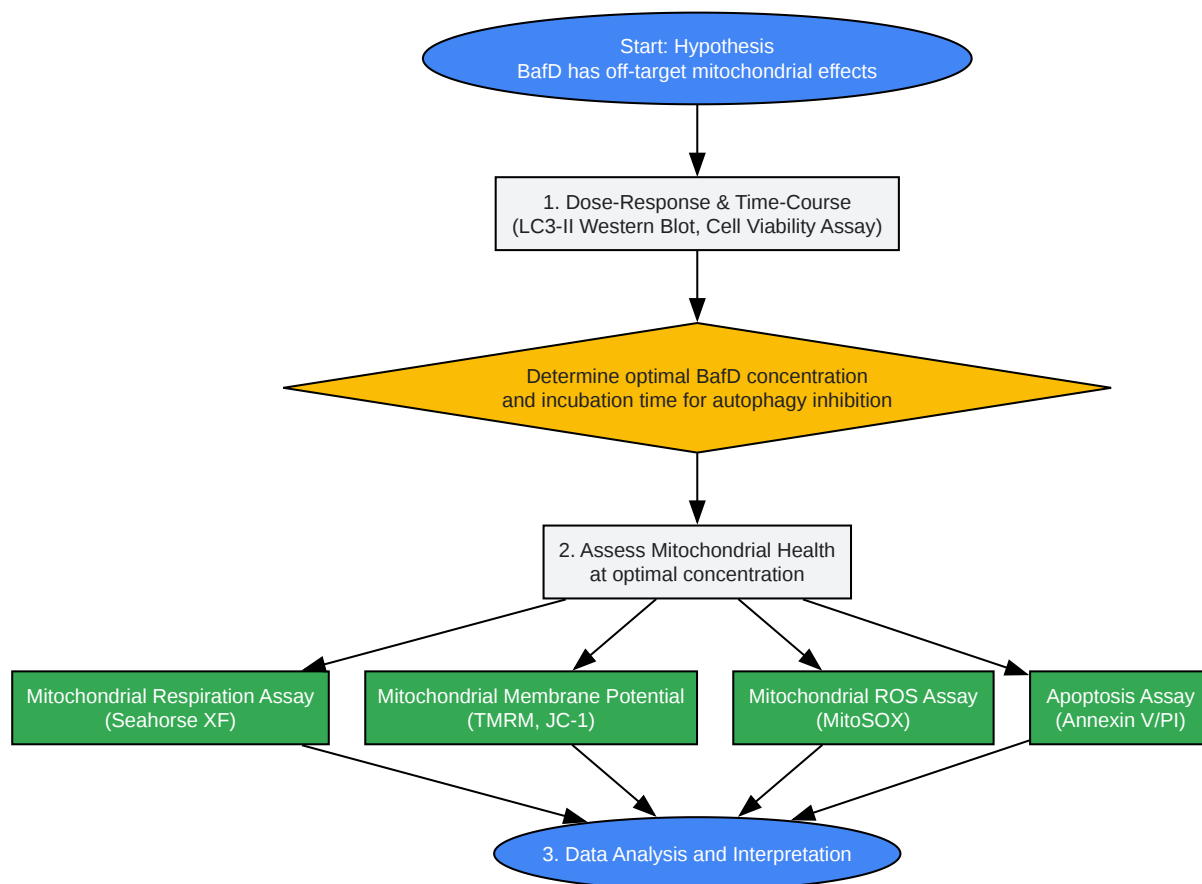 Start: Hypothesis
BafD has off-target mitochondrial effects
1. Dose-Response & Time-Course
(LC3-II Western Blot, Cell Viability Assay)
Determine optimal BafD concentration
and incubation time for autophagy inhibition
2. Assess Mitochondrial Health
at optimal concentration
Mitochondrial Respiration Assay
(Seahorse XF)
Mitochondrial Membrane Potential
(TMRM, JC-1)
Mitochondrial ROS Assay
(MitoSOX)
Apoptosis Assay
(Annexin V/PI)
3. Data Analysis and Interpretation